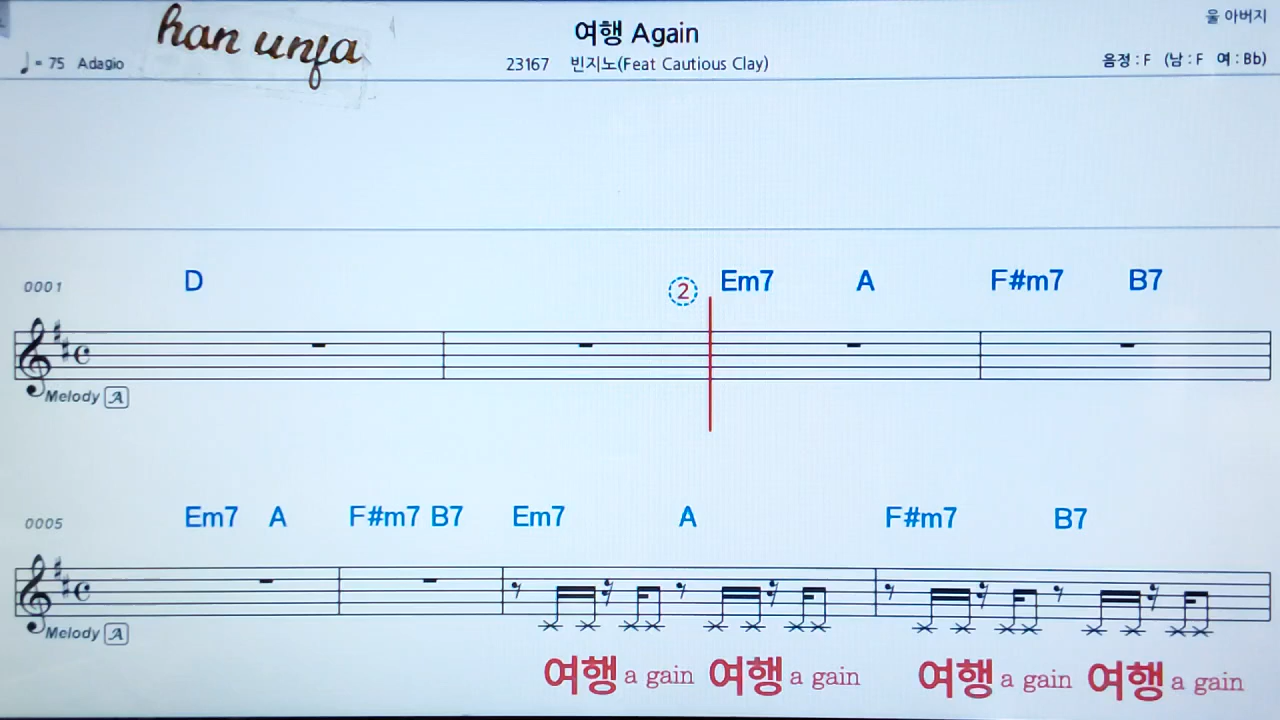 han unfa
여행 Again
울 아버지
♩= 75 Adagio
23167 빈지노(Feat Cautious Clay)
음정 : F (남 : F 여 : Bb)
0001 D ② Em7 A F#m7 B7
Melody A
0005 Em7 A F#m7 B7 Em7 A F#m7 B7
Melody A
여행 a gain 여행 a gain 여행 a gain 여행 a gain